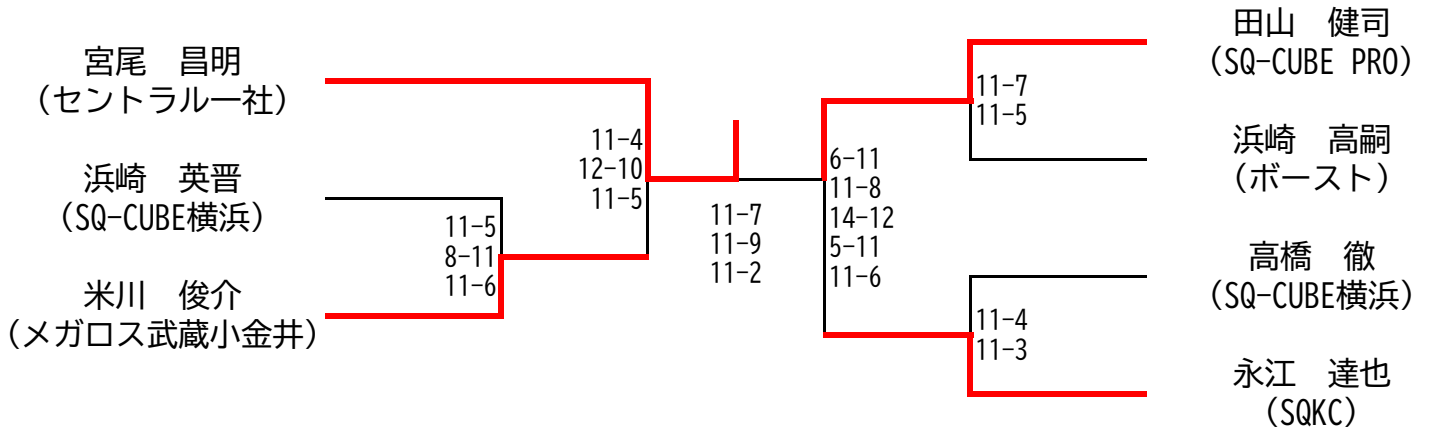 宮尾　昌明
（セントラル一社）
浜崎　英晋
（SQ-CUBE横浜）
米川　俊介
（メガロス武蔵小金井）
11-5
8-11
11-6
11-4
12-10
11-5
11-7
11-9
11-2
6-11
11-8
14-12
5-11
11-6
11-7
11-5
11-4
11-3
田山　健司
（SQ-CUBE PRO）
浜崎　高嗣
（ボースト）
高橋　徹
（SQ-CUBE横浜）
永江　達也
（SQKC）